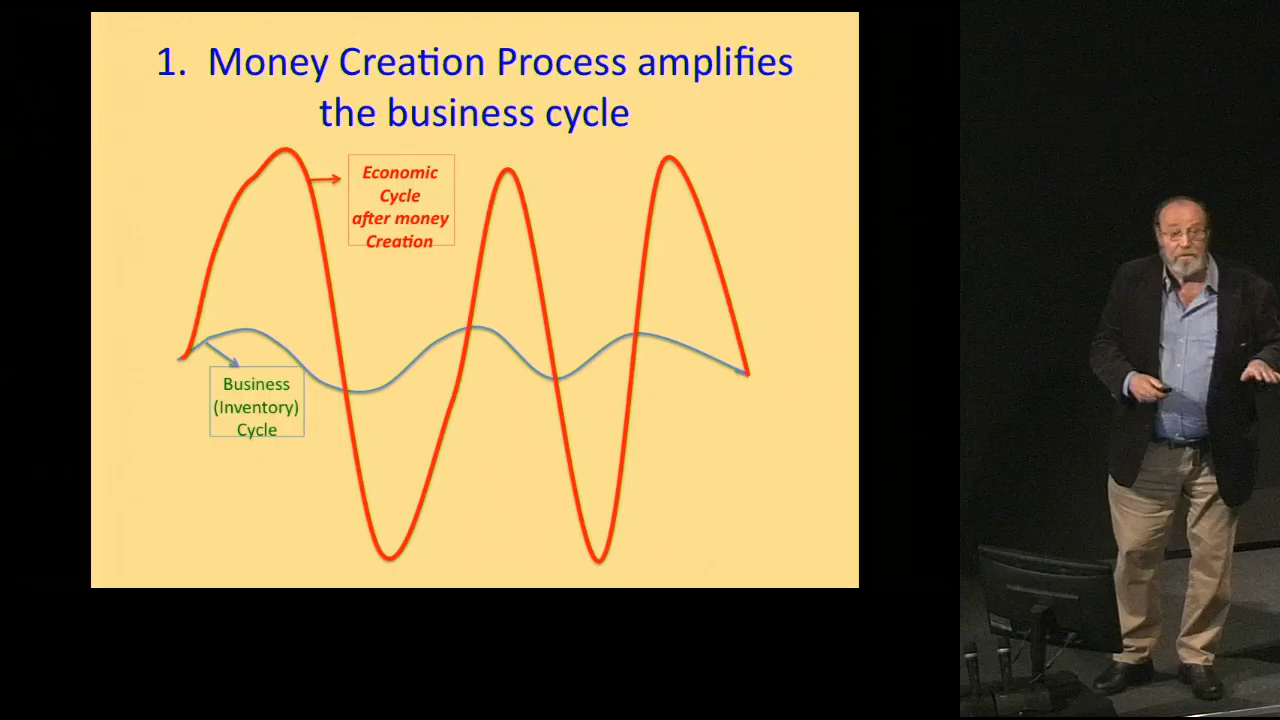 1. Money Creation Process amplifies
the business cycle
Economic
Cycle
after money
Creation
Business
(Inventory)
Cycle